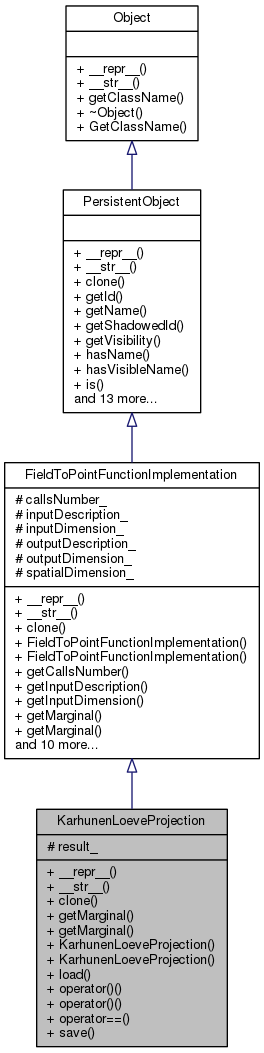 Object
+ __repr__()
+ __str__()
+ getClassName()
+ ~Object()
+ GetClassName()
PersistentObject
+ __repr__()
+ __str__()
+ clone()
+ getId()
+ getName()
+ getShadowedId()
+ getVisibility()
+ hasName()
+ hasVisibleName()
+ is()
and 13 more...
FieldToPointFunctionImplementation
# callsNumber_
# inputDescription_
# inputDimension_
# outputDescription_
# outputDimension_
# spatialDimension_
+ __repr__()
+ __str__()
+ clone()
+ FieldToPointFunctionImplementation()
+ FieldToPointFunctionImplementation()
+ getCallsNumber()
+ getInputDescription()
+ getInputDimension()
+ getMarginal()
+ getMarginal()
and 10 more...
KarhunenLoeveProjection
# result_
+ __repr__()
+ __str__()
+ clone()
+ getMarginal()
+ getMarginal()
+ KarhunenLoeveProjection()
+ KarhunenLoeveProjection()
+ load()
+ operator()()
+ operator()()
+ operator==()
+ save()